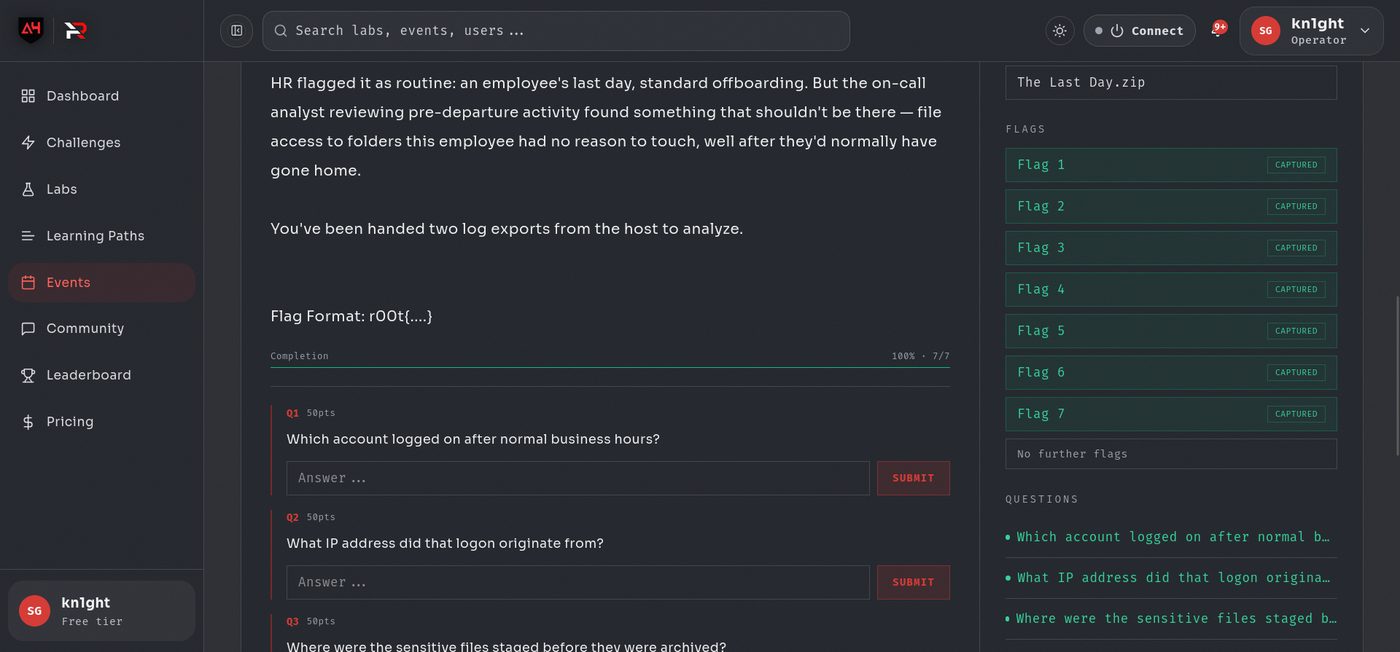 Search labs, events, users...
Connect
9+
SG
kn1ght
Operator
Dashboard
Challenges
Labs
Learning Paths
Events
Community
Leaderboard
Pricing
SG
kn1ght
Free tier
HR flagged it as routine: an employee's last day, standard offboarding. But the on-call
analyst reviewing pre-departure activity found something that shouldn't be there — file
access to folders this employee had no reason to touch, well after they'd normally have
gone home.
You've been handed two log exports from the host to analyze.
Flag Format: r00t{....}
Completion
100% · 7/7
Q1 50pts
Which account logged on after normal business hours?
Answer...
SUBMIT
Q2 50pts
What IP address did that logon originate from?
Answer...
SUBMIT
Q3 50pts
Where were the sensitive files staged before they were archived?
The Last Day.zip
FLAGS
Flag 1 CAPTURED
Flag 2 CAPTURED
Flag 3 CAPTURED
Flag 4 CAPTURED
Flag 5 CAPTURED
Flag 6 CAPTURED
Flag 7 CAPTURED
No further flags
QUESTIONS
Which account logged on after normal b…
What IP address did that logon origina…
Where were the sensitive files staged b…